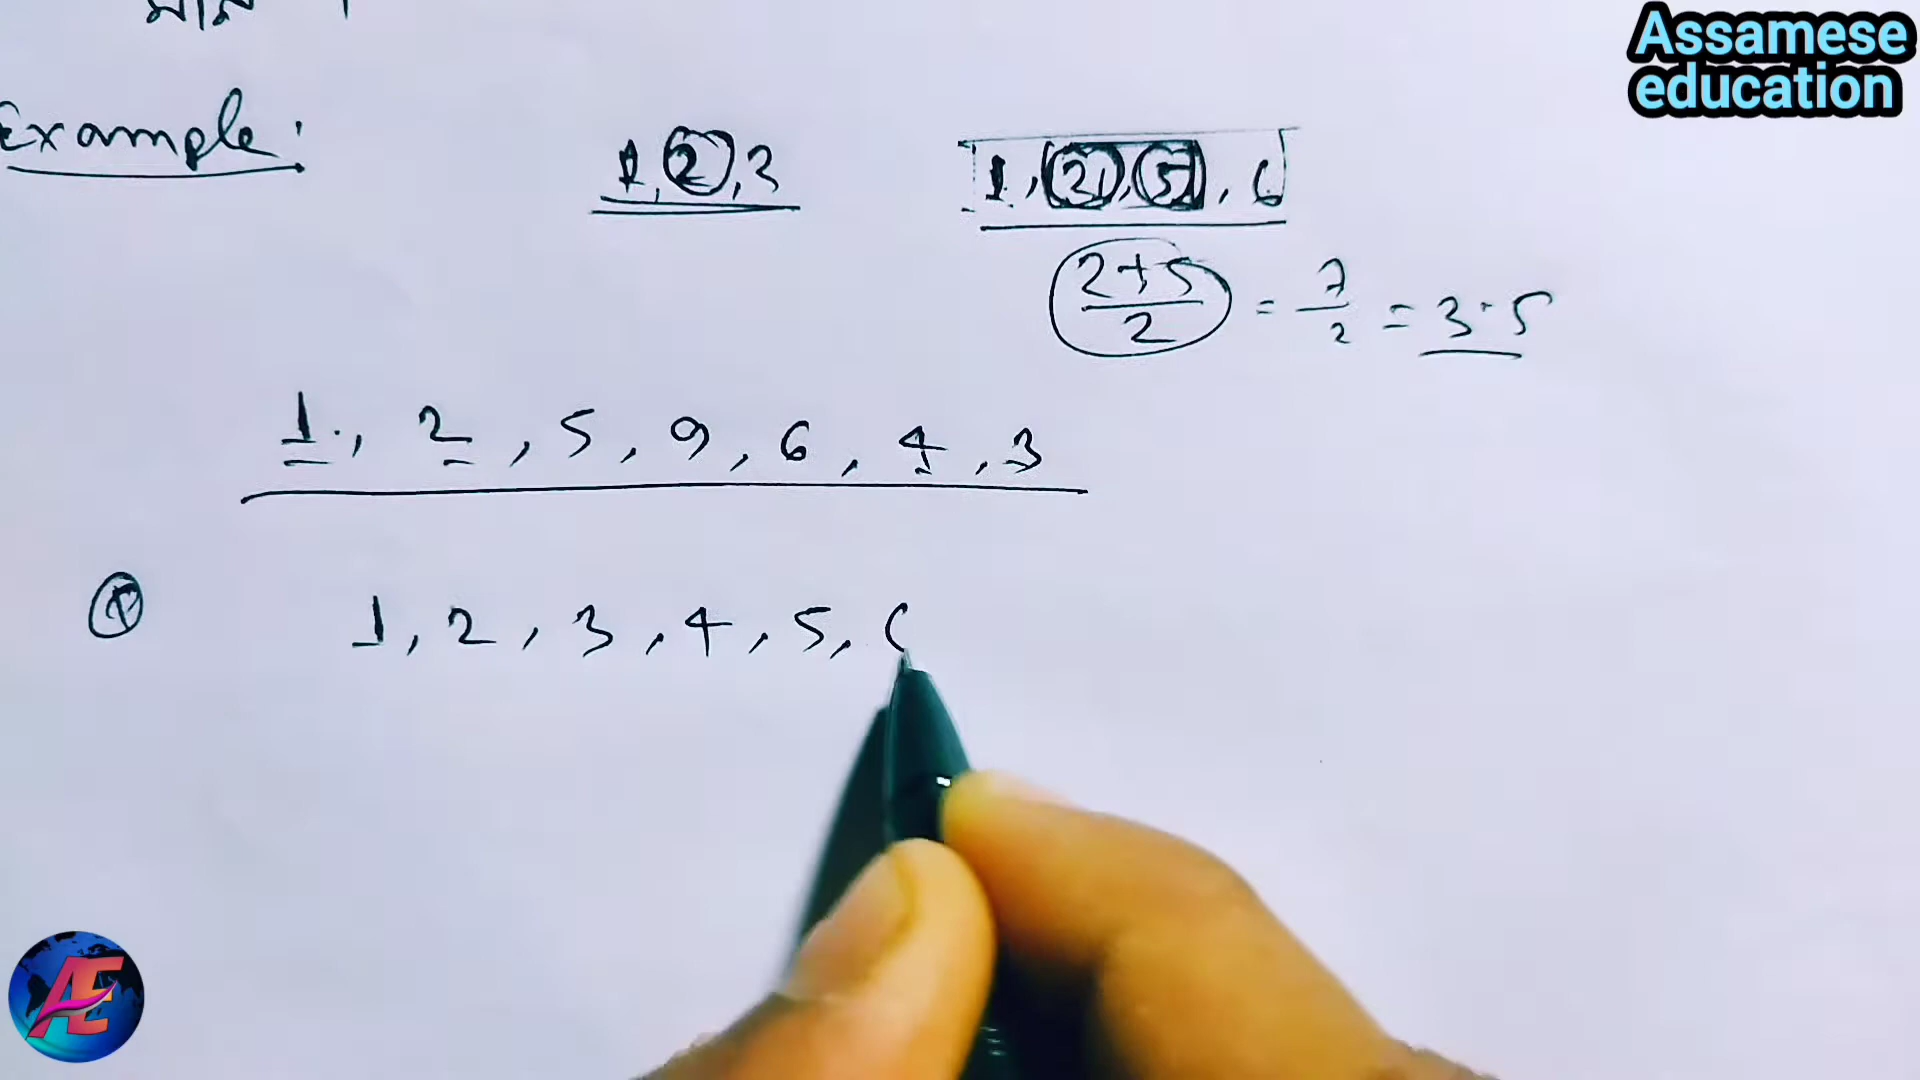 Assamese
education
Example:
1, 2, 3
1, 2, 5, 6
2+5/2 = 7/2 = 3.5
1, 2, 5, 9, 6, 4, 3
1, 2, 3, 4, 5,
AE